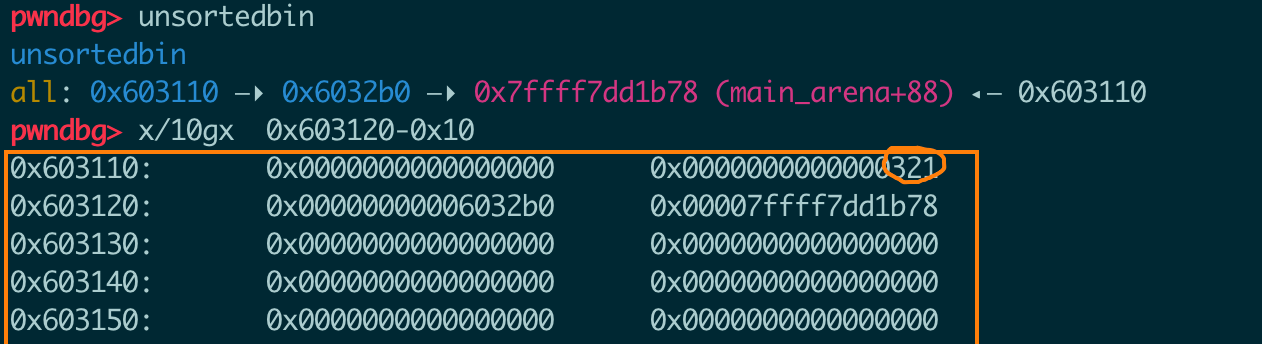 pwndbg> unsortedbin
unsortedbin
all: 0x603110 —▸ 0x6032b0 —▸ 0x7ffff7dd1b78 (main_arena+88) ◂— 0x603110
pwndbg> x/10gx  0x603120-0x10
0x603110: 0x0000000000000000 0x0000000000000321
0x603120: 0x00000000006032b0 0x00007ffff7dd1b78
0x603130: 0x0000000000000000 0x0000000000000000
0x603140: 0x0000000000000000 0x0000000000000000
0x603150: 0x0000000000000000 0x0000000000000000